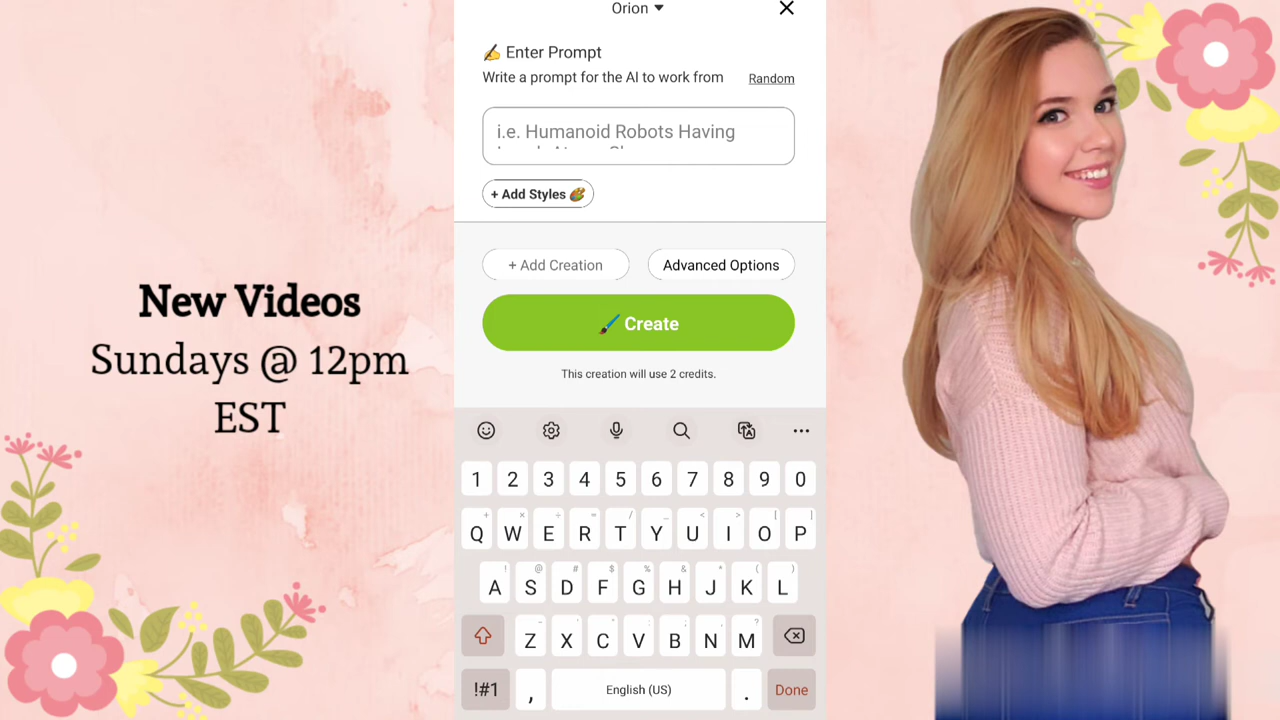 New Videos
Sundays @ 12pm
EST
Orion
Enter Prompt
Write a prompt for the AI to work from
Random
i.e. Humanoid Robots Having
+ Add Styles
+ Add Creation
Advanced Options
Create
This creation will use 2 credits.
1 2 3 4 5 6 7 8 9 0
Q W E R T Y U I O P
A S D F G H J K L
Z X C V B N M
!#1 , English (US) . Done